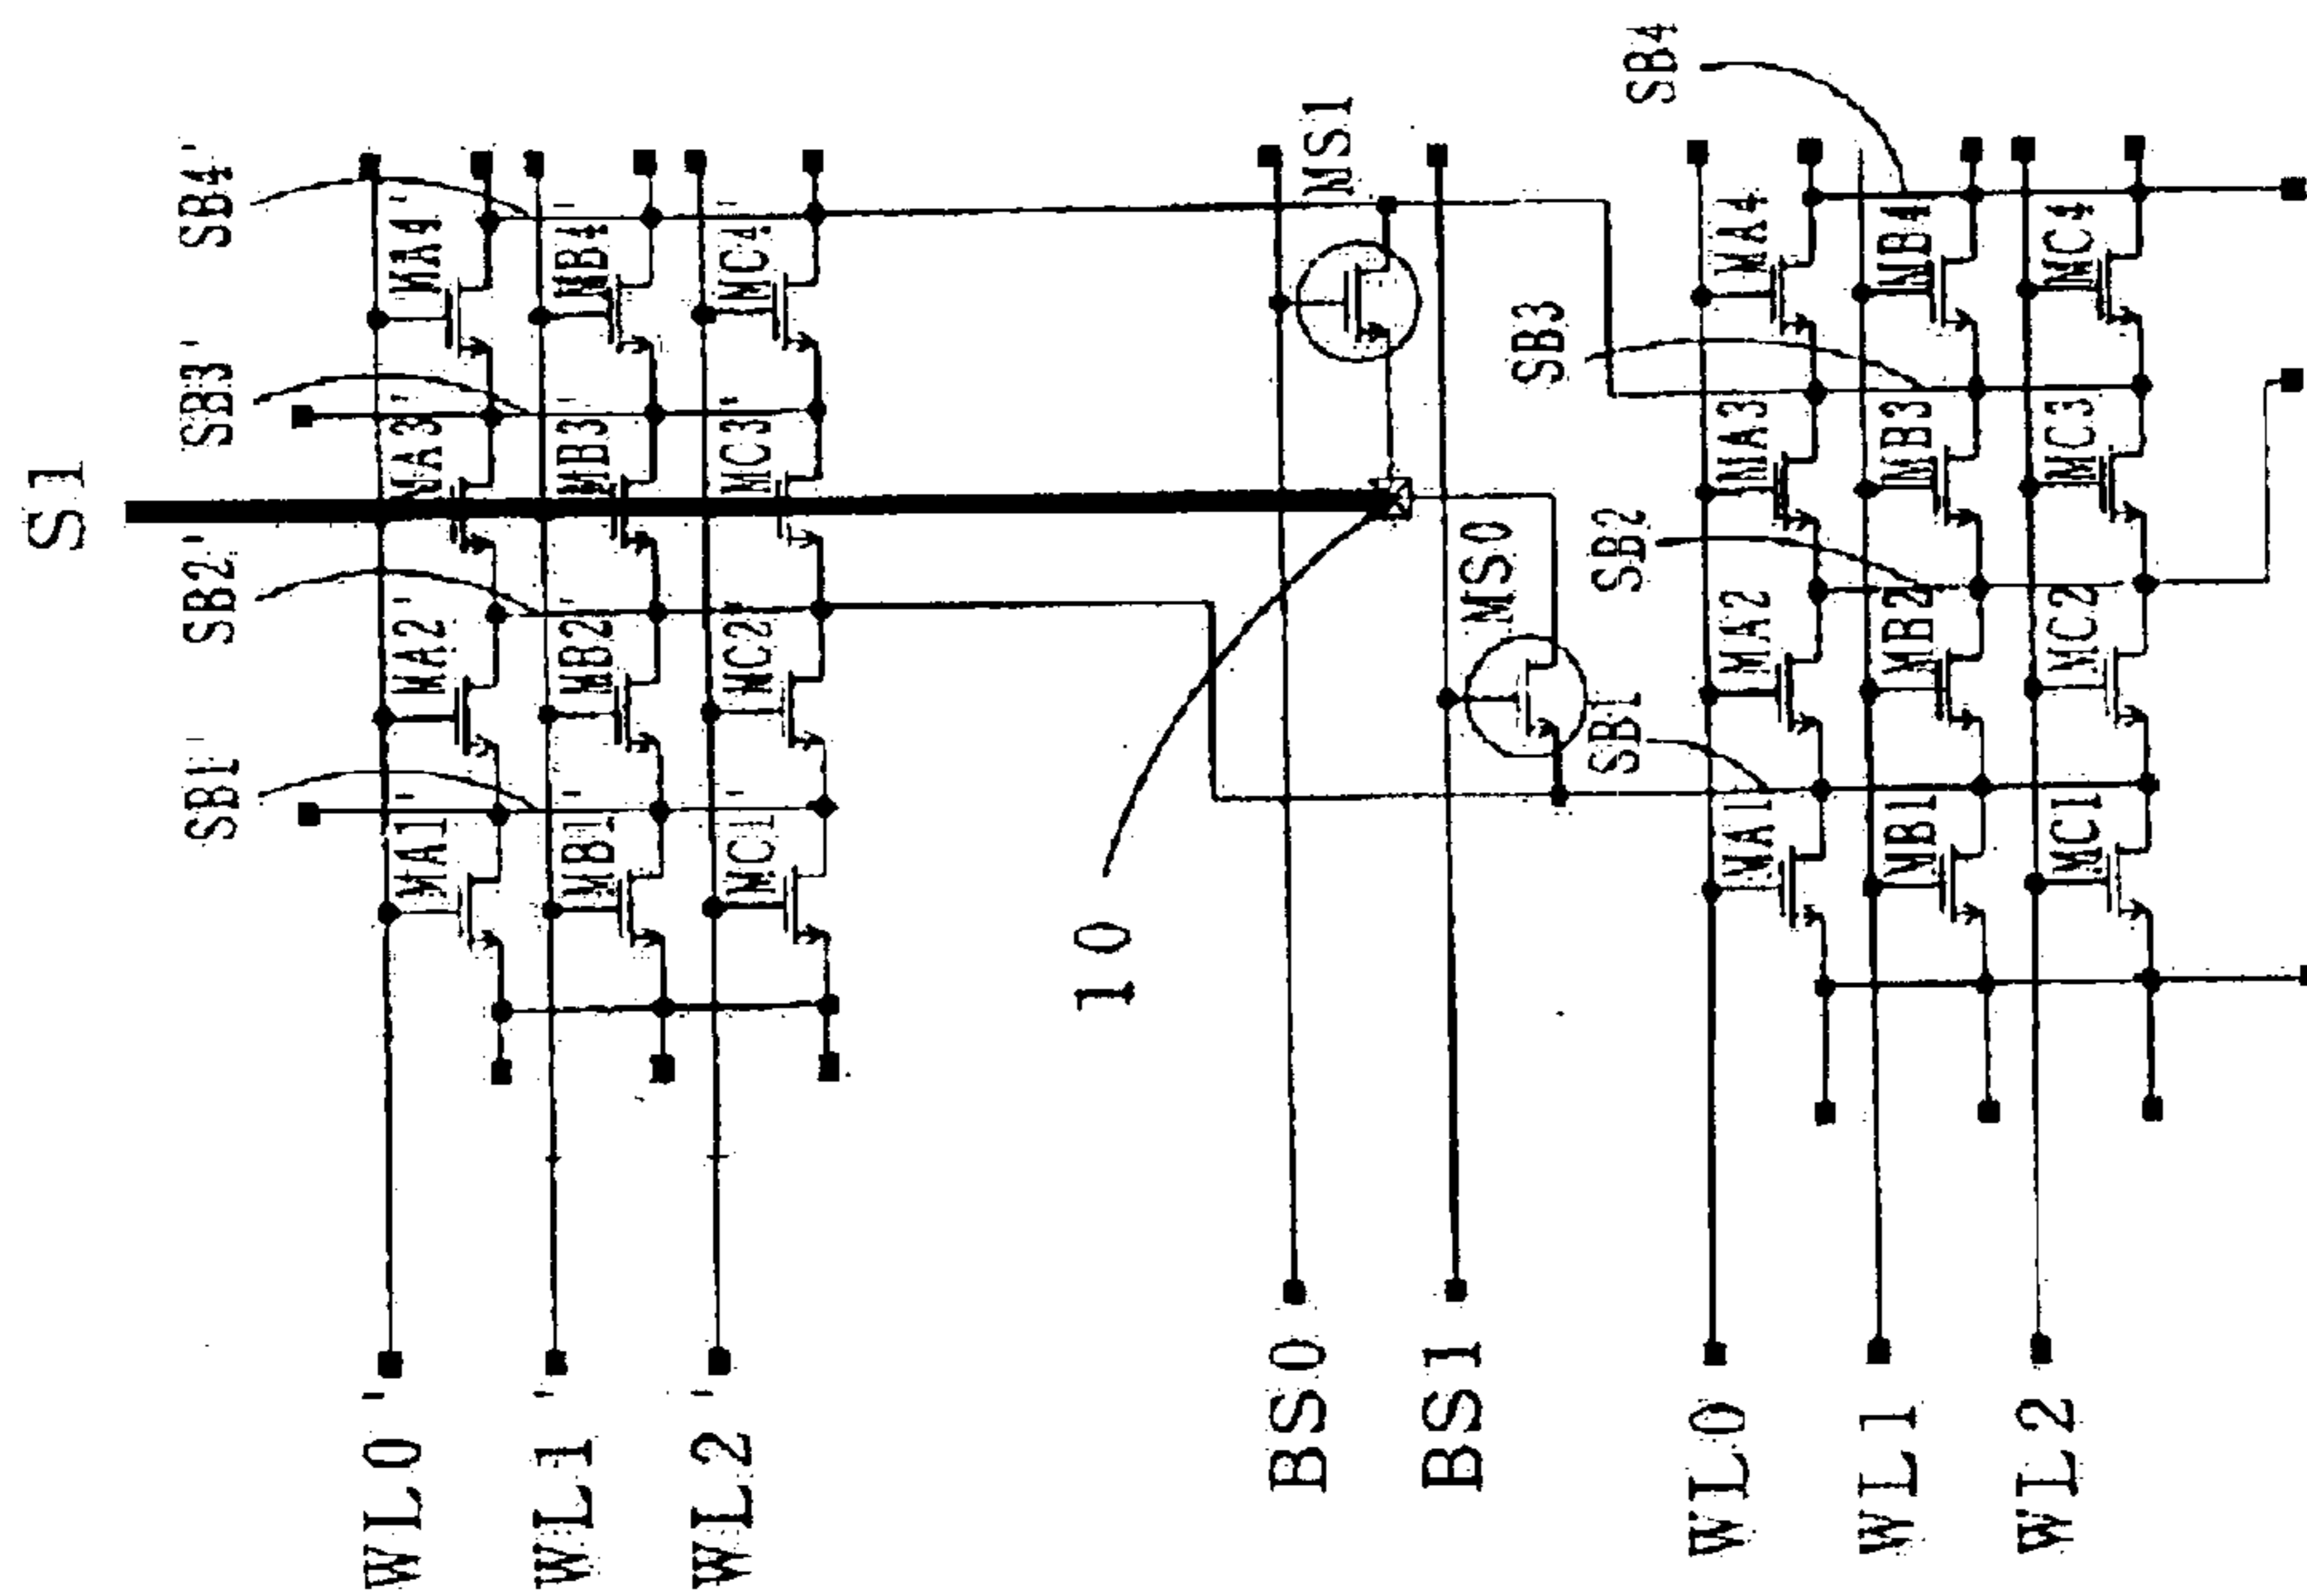 S1
SB1'
SB2'
SB3'
SB4'
WL0'
MA1'
MA2'
MA3'
MA4'
WL1'
MB1'
MB2'
MB3'
MB4'
WL2'
MC1'
MC2'
MC3'
MC4'
10
BS0
MS1
BS1
MS0
SB1
SB2
SB3
SB4
WL0
MA1
MA2
MA3
MA4
WL1
MB1
MB2
MB3
MB4
WL2
MC1
MC2
MC3
MC4